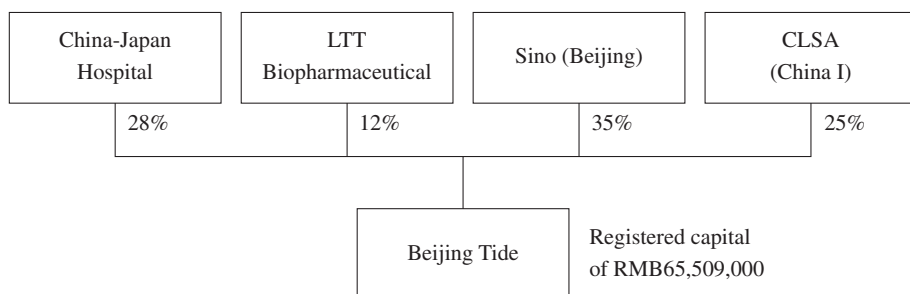 China-Japan
Hospital
LTT
Biopharmaceutical
Sino (Beijing)
CLSA
(China I)
28%
12%
35%
25%
Beijing Tide
Registered capital
of RMB65,509,000